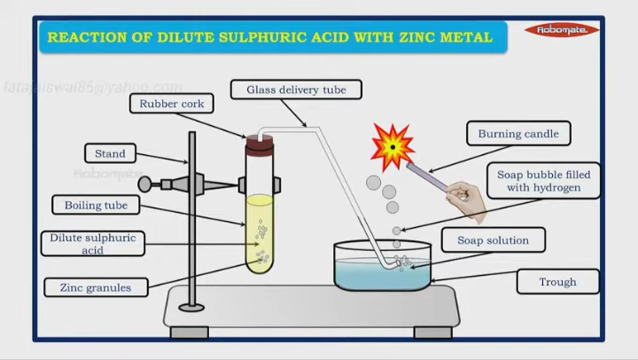 REACTION OF DILUTE SULPHURIC ACID WITH ZINC METAL
Robomate
Glass delivery tube
Rubber cork
Burning candle
Stand
Soap bubble filled
with hydrogen
Boiling tube
Dilute sulphuric
acid
Soap solution
Zinc granules
Trough